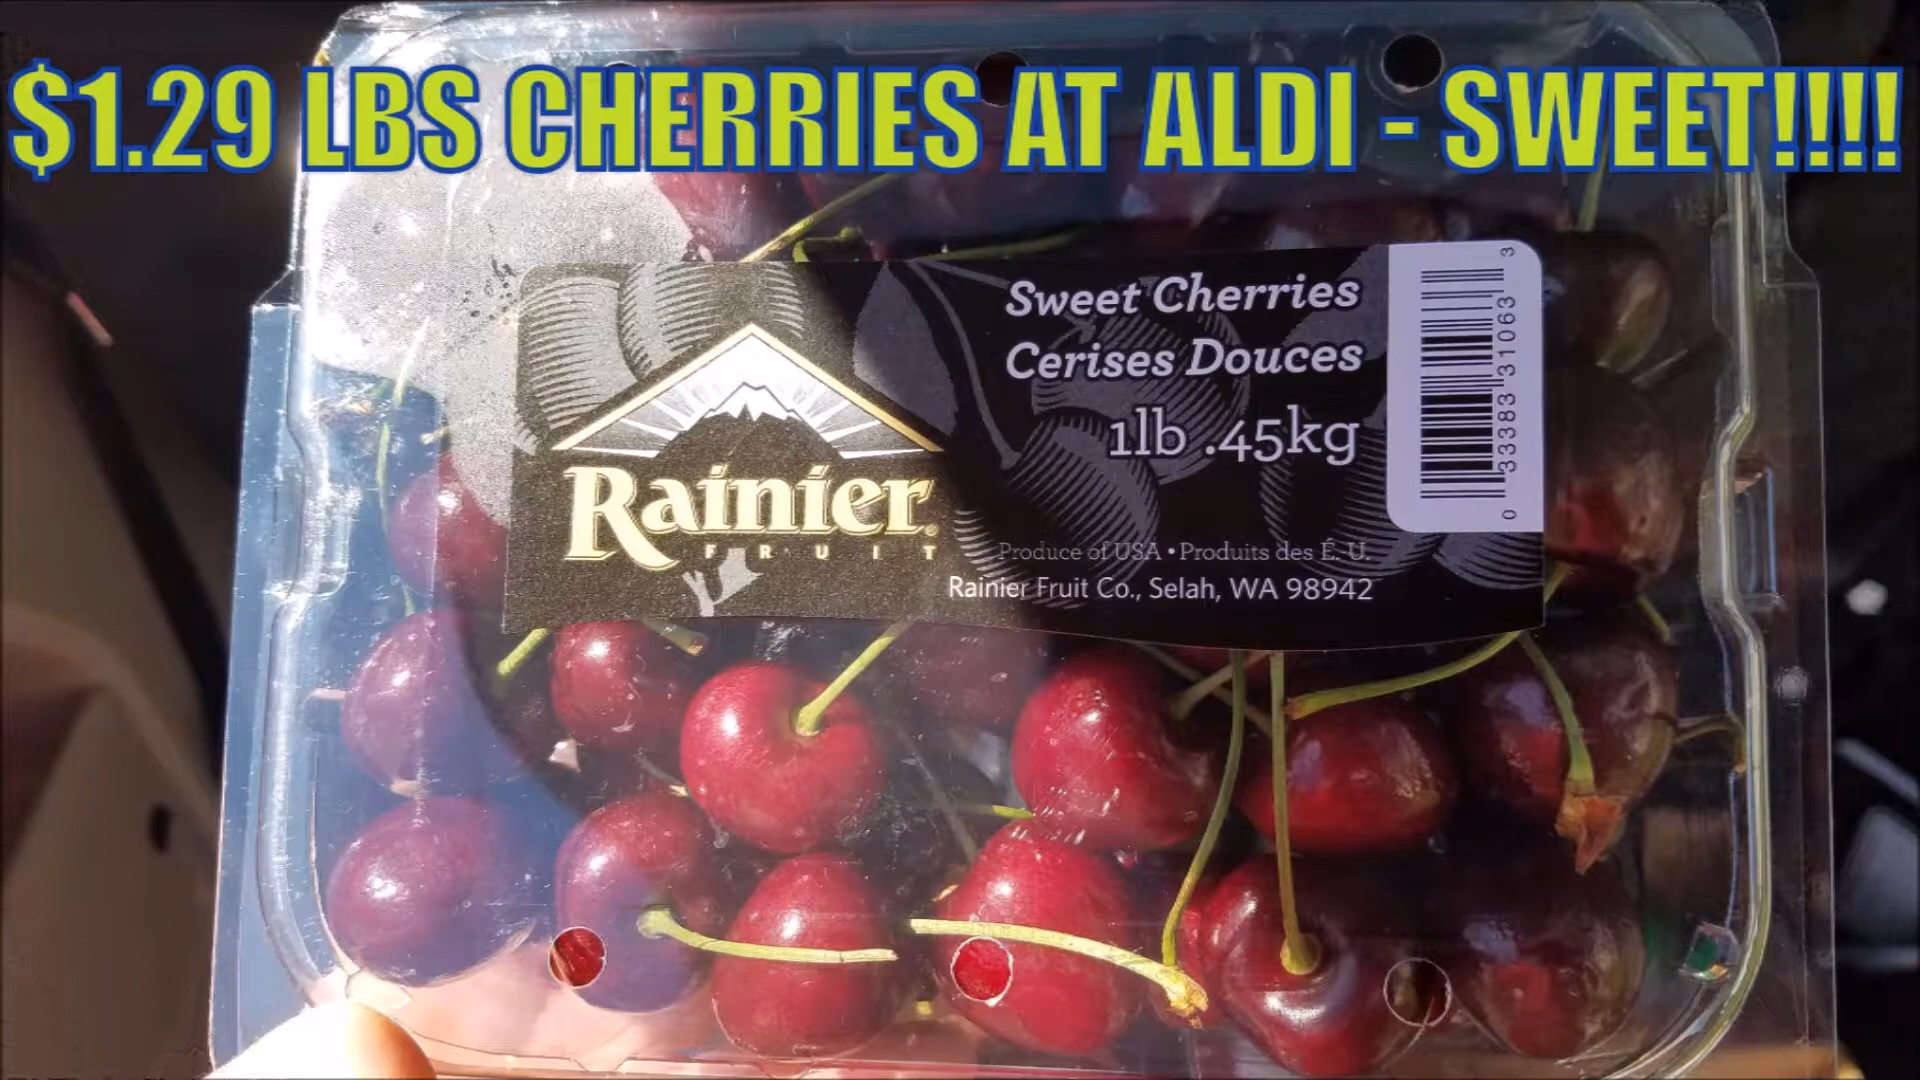 $1.29 LBS CHERRIES AT ALDI - SWEET!!!!
Sweet Cherries
Cerises Douces
1lb .45kg
Rainier®
FRUIT
Produce of USA • Produits des É. U.
Rainier Fruit Co., Selah, WA 98942
0 33383 31063 3